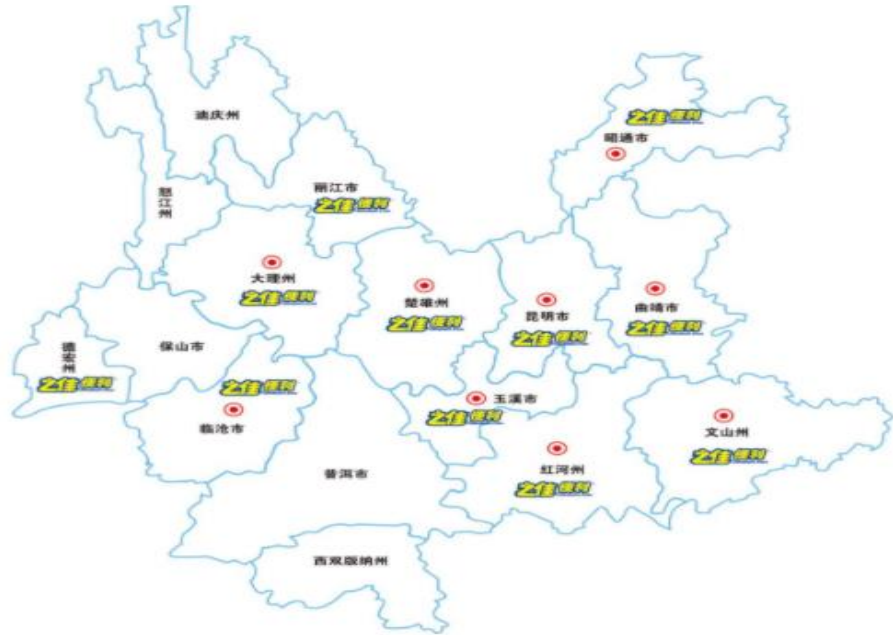 迪庆州
之佳便利
昭通市
怒江州
丽江市
之佳便利
大理州
之佳便利
楚雄州
之佳便利
昆明市
之佳便利
曲靖市
之佳便利
德宏州
之佳便利
保山市
之佳便利
临沧市
玉溪市
之佳便利
文山州
之佳便利
红河州
之佳便利
普洱市
西双版纳州